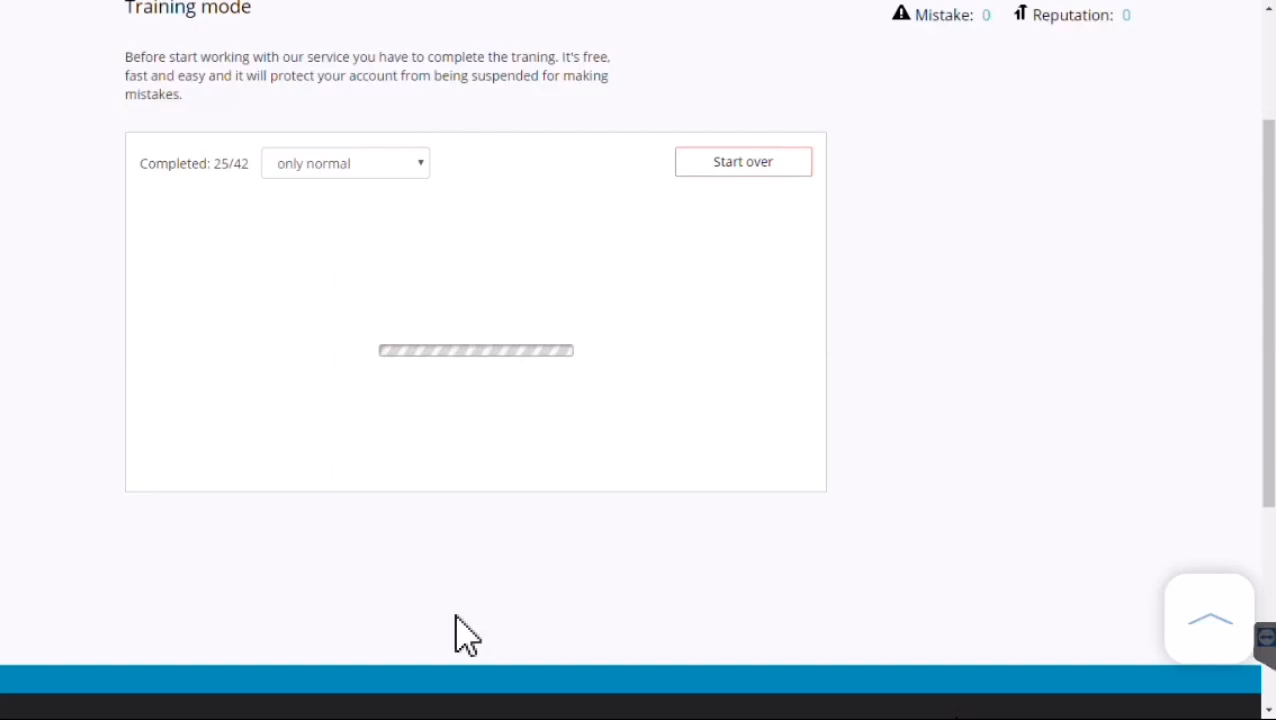 Training mode
Mistake: 0 Reputation: 0
Before start working with our service you have to complete the traning. It's free,
fast and easy and it will protect your account from being suspended for making
mistakes.
Completed: 25/42 only normal Start over